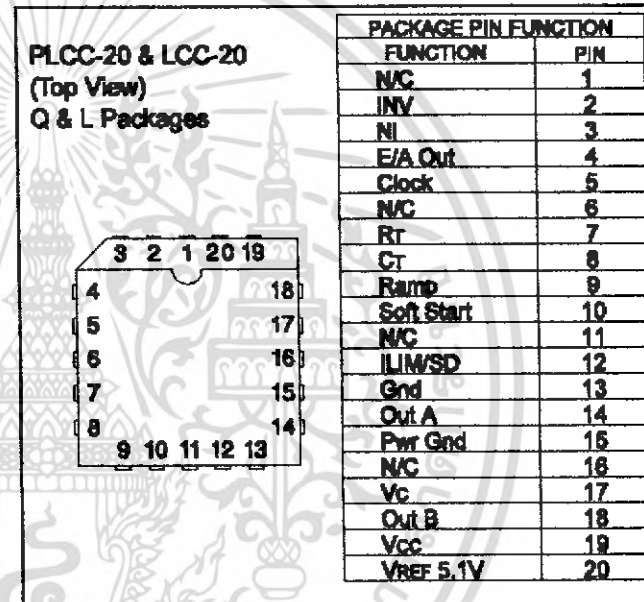 PLCC-20 & LCC-20
(Top View)
Q & L Packages
3 2 1 20 19
4 18
5 17
6 16
7 15
8 14
9 10 11 12 13
PACKAGE PIN FUNCTION
FUNCTION PIN
N/C 1
INV 2
NI 3
E/A Out 4
Clock 5
N/C 6
RT 7
CT 8
Ramp 9
Soft Start 10
N/C 11
ILIM/SD 12
Gnd 13
Out A 14
Pwr Gnd 15
N/C 16
VC 17
Out B 18
VCC 19
VREF 5.1V 20